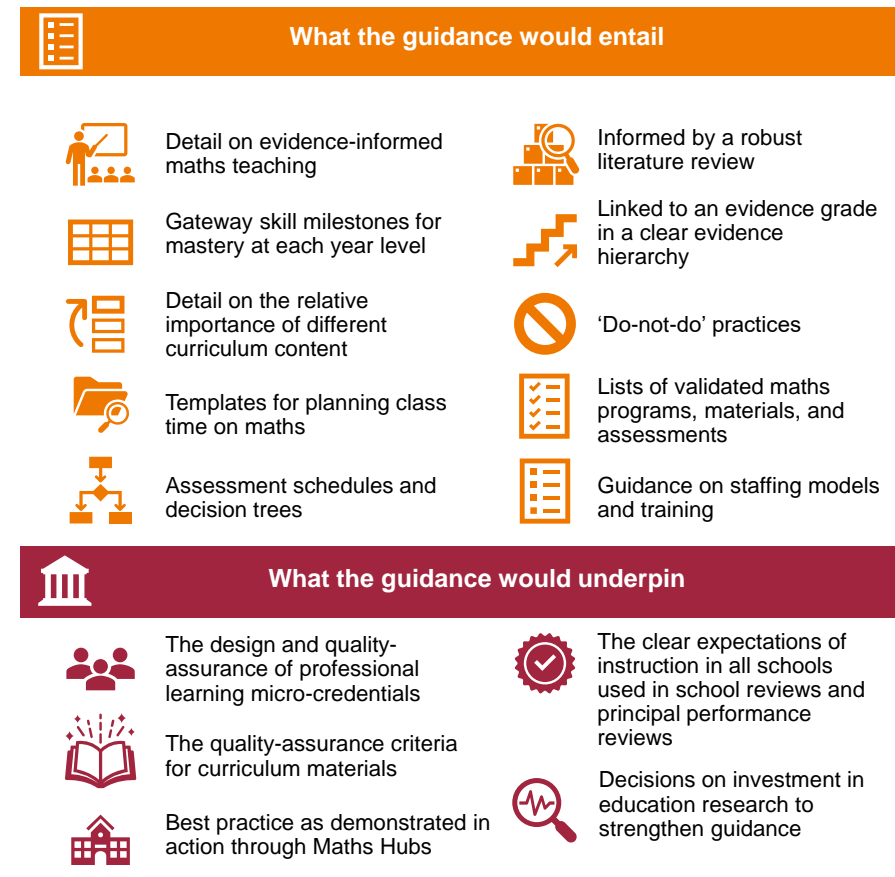 What the guidance would entail
Detail on evidence-informed
maths teaching
Gateway skill milestones for
mastery at each year level
Detail on the relative
importance of different
curriculum content
Templates for planning class
time on maths
Assessment schedules and
decision trees
Informed by a robust
literature review
Linked to an evidence grade
in a clear evidence
hierarchy
‘Do-not-do’ practices
Lists of validated maths
programs, materials, and
assessments
Guidance on staffing models
and training
What the guidance would underpin
The design and quality-
assurance of professional
learning micro-credentials
The quality-assurance criteria
for curriculum materials
Best practice as demonstrated in
action through Maths Hubs
The clear expectations of
instruction in all schools
used in school reviews and
principal performance
reviews
Decisions on investment in
education research to
strengthen guidance